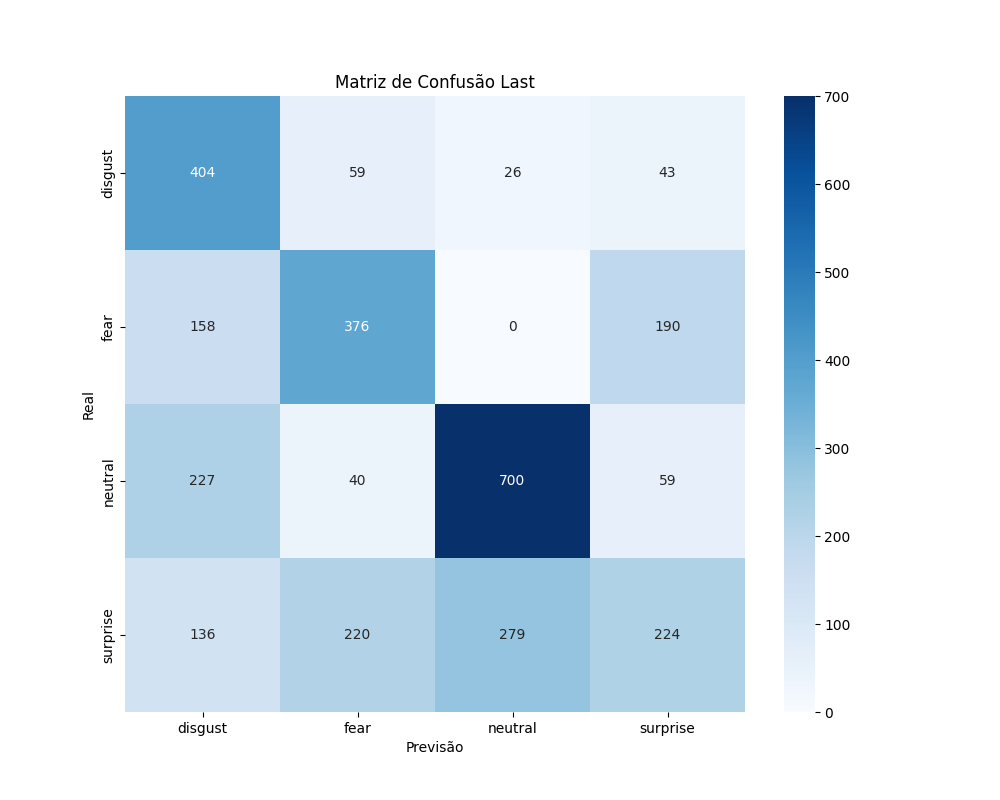 Matriz de Confusão Last
disgust 404 59 26 43
fear 158 376 0 190
neutral 227 40 700 59
surprise 136 220 279 224
disgust fear neutral surprise
Previsão
Real
700
600
500
400
300
200
100
0